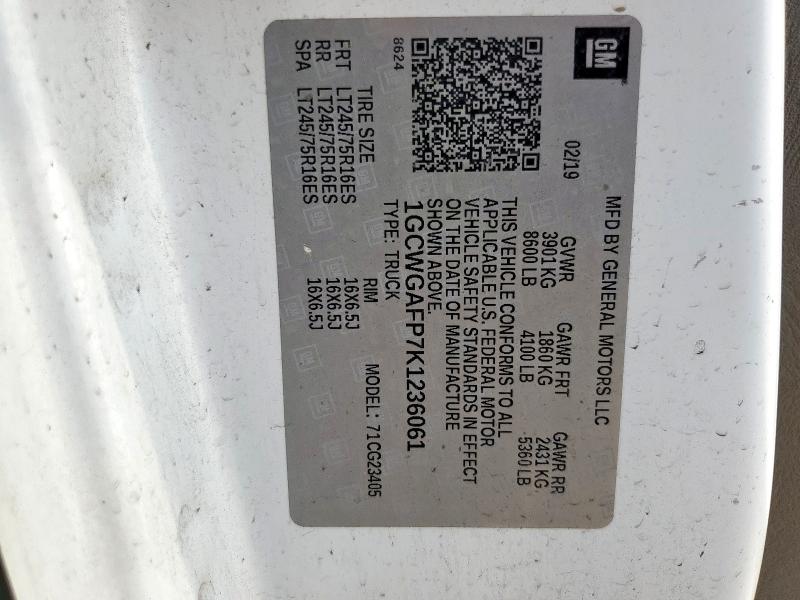 GM
MFD BY GENERAL MOTORS LLC
02/19
GVWR GAWR FRT GAWR RR
3901 KG 1860 KG 2431 KG
8600 LB 4100 LB 5360 LB
THIS VEHICLE CONFORMS TO ALL
APPLICABLE U.S. FEDERAL MOTOR
VEHICLE SAFETY STANDARDS IN EFFECT
ON THE DATE OF MANUFACTURE
SHOWN ABOVE.
1GCWGAFP7K1236061
TYPE: TRUCK MODEL: 71CG23405
8624
TIRE SIZE RIM
FRT LT245/75R16ES 16X6.5J
RR LT245/75R16ES 16X6.5J
SPA LT245/75R16ES 16X6.5J